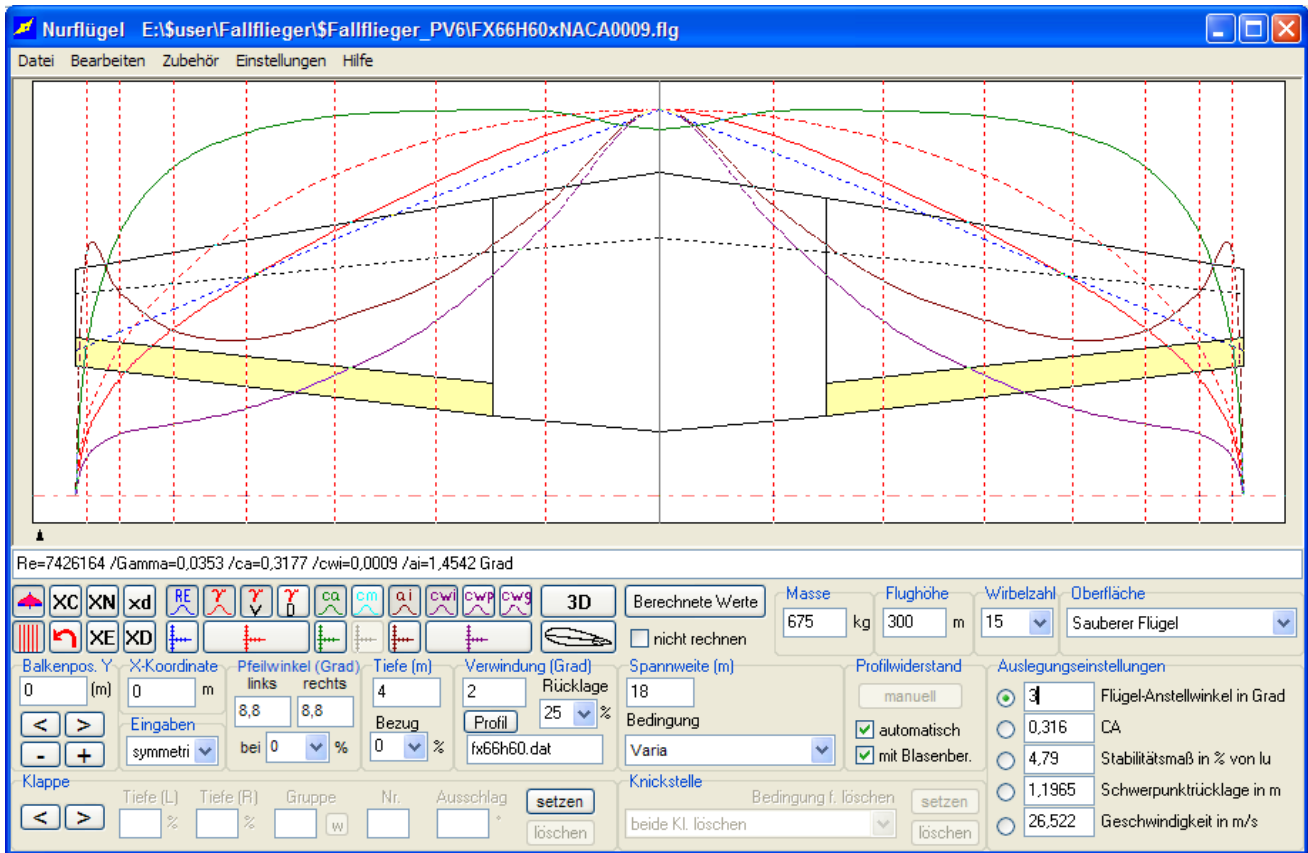 Nurflügel E:\$user\Fallflieger\$Fallflieger_PV6\FX66H60xNACA0009.flg
Datei Bearbeiten Zubehör Einstellungen Hilfe
Re=7426164 /Gamma=0,0353 /ca=0,3177 /cwi=0,0009 /ai=1,4542 Grad
XC XN xd RE γ γ V γ D ca cm ai cwi cwp cwg 3D Berechnete Werte
XE XD nicht rechnen
Masse Flughöhe Wirbelzahl Oberfläche
675 kg 300 m 15 Sauberer Flügel
Balkenpos. Y X-Koordinate Pfeilwinkel (Grad) Tiefe (m) Verwindung (Grad) Spannweite (m) Profilwiderstand Auslegungseinstellungen
links rechts
0 (m) 0 m 8,8 8,8 4 2 Rücklage 18 manuell 3 Flügel-Anstellwinkel in Grad
< > Eingaben Bezug Profil 25 % Bedingung automatisch 0,316 CA
- + symmetri bei 0 % 0 % fx66h60.dat Varia mit Blasenber. 4,79 Stabilitätsmaß in % von lu
Klappe Knickstelle
< > Tiefe (L) Tiefe (R) Gruppe Nr. Ausschlag setzen Bedingung f. löschen setzen 1,1965 Schwerpunktrücklage in m
% % w ° löschen beide Kl. löschen löschen 26,522 Geschwindigkeit in m/s